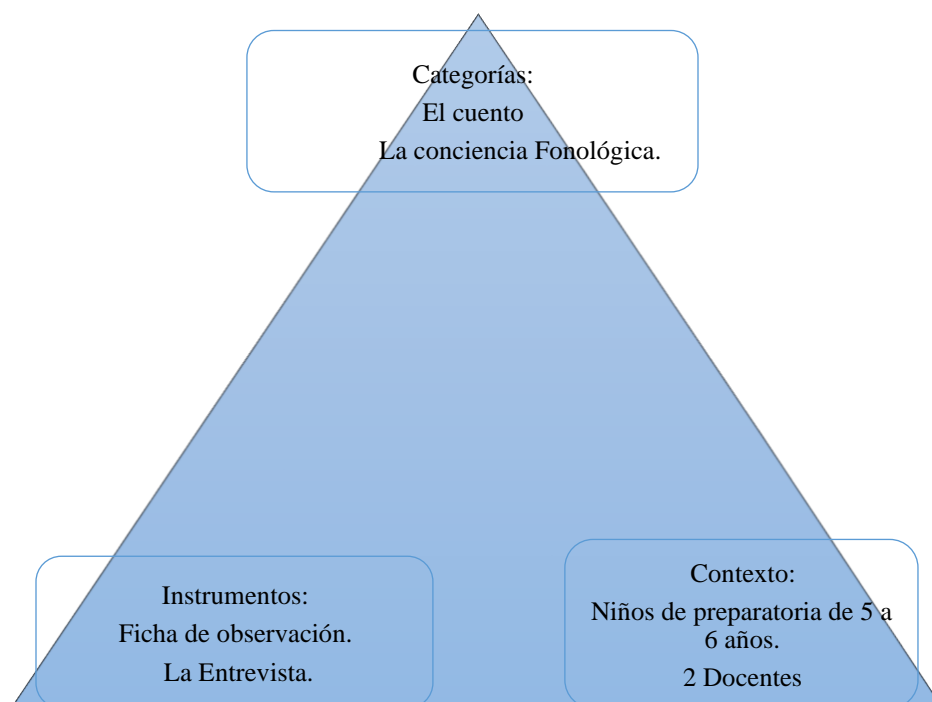 Categorías:
El cuento
La conciencia Fonológica.
Instrumentos:
Ficha de observación.
La Entrevista.
Contexto:
Niños de preparatoria de 5 a
6 años.
2 Docentes